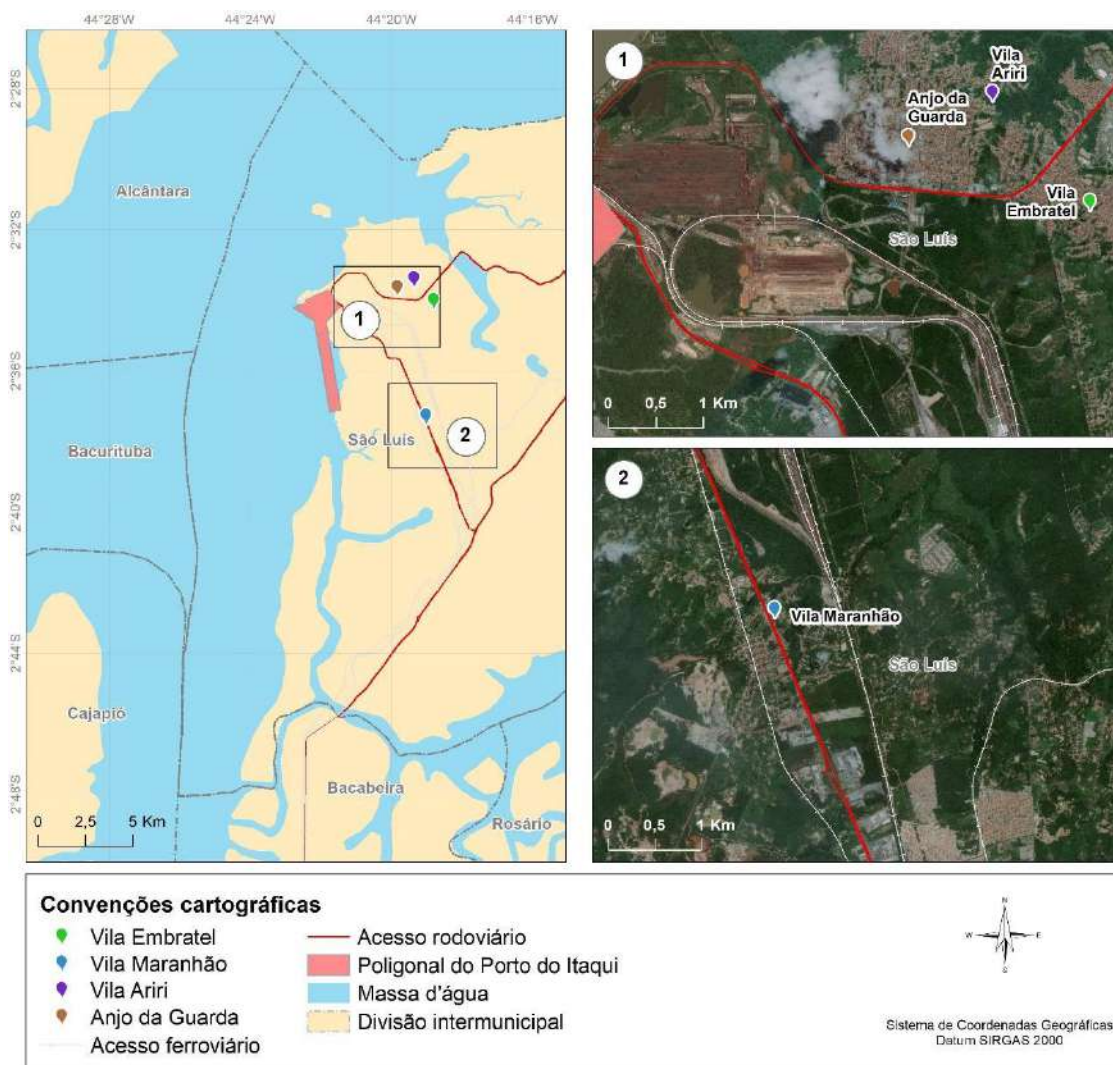 44°28'W
44°24'W
44°20'W
44°16'W
2°28'S
2°32'S
2°36'S
2°40'S
2°44'S
2°48'S
Alcântara
1
São Luís
2
Bacurituba
Cajapió
Bacabeira
Rosário
0 2,5 5 Km
1
Vila
Ariri
Anjo da
Guarda
Vila
Embratel
São Luís
0 0,5 1 Km
2
Vila Maranhão
São Luís
0 0,5 1 Km
Convenções cartográficas
Vila Embratel
Vila Maranhão
Vila Ariri
Anjo da Guarda
Acesso ferroviário
Acesso rodoviário
Poligonal do Porto do Itaqui
Massa d'água
Divisão intermunicipal
N
W
E
Sistema de Coordenadas Geográficas
Datum SIRGAS 2000